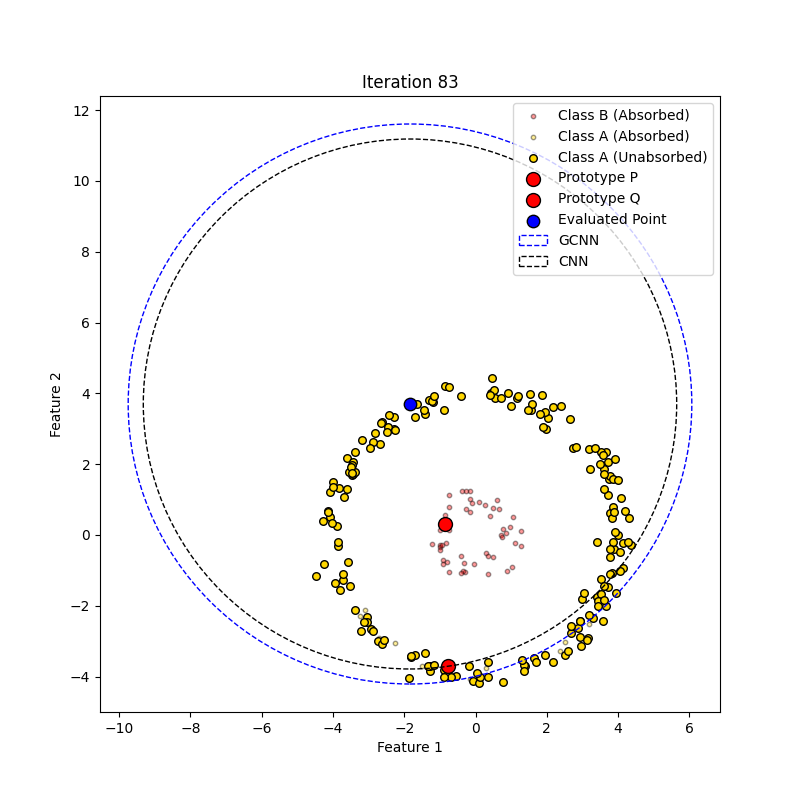 Iteration 83
Class B (Absorbed)
Class A (Absorbed)
Class A (Unabsorbed)
Prototype P
Prototype Q
Evaluated Point
GCNN
CNN
12
10
8
6
4
2
0
−2
−4
Feature 2
−10 −8 −6 −4 −2 0 2 4 6
Feature 1